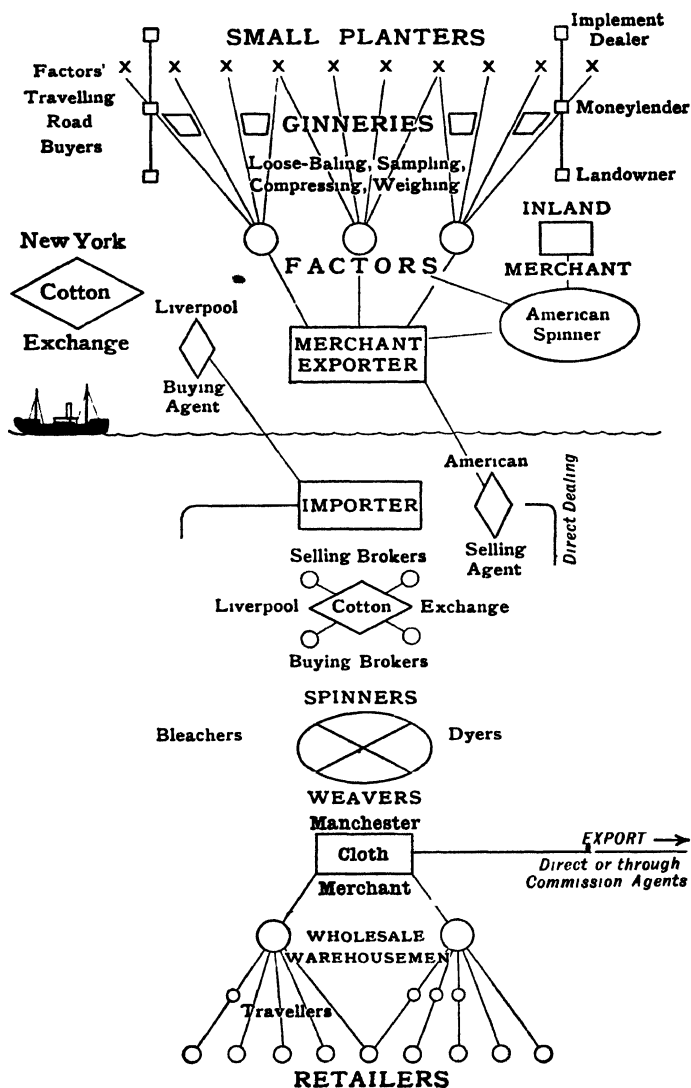 SMALL PLANTERS
Implement
Dealer
x x x x x x x x x x
Factors'
Travelling
Road
Buyers
Moneylender
GINNERIES
Loose-Baling, Sampling,
Compressing, Weighing
Landowner
INLAND
MERCHANT
New York
Cotton
Exchange
FACTORS
American
Spinner
Liverpool
Buying
Agent
MERCHANT
EXPORTER
American
Selling
Agent
Direct Dealing
IMPORTER
Selling Brokers
Liverpool Cotton Exchange
Buying Brokers
SPINNERS
Bleachers
Dyers
WEAVERS
Manchester
Cloth
Merchant
EXPORT
Direct or through
Commission Agents
WHOLESALE
WAREHOUSEMEN
Travellers
RETAILERS